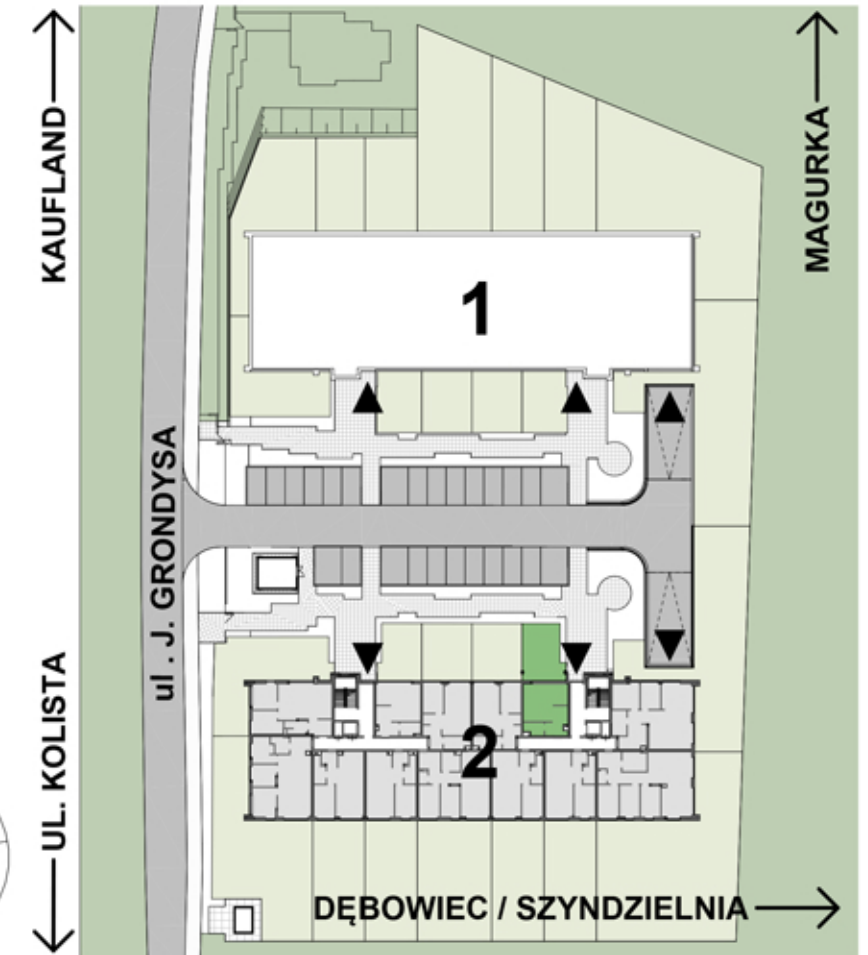 KAUFLAND
MAGURKA
1
ul . J. GRONDYSA
UL. KOLISTA
2
DĘBOWIEC / SZYNDZIELNIA